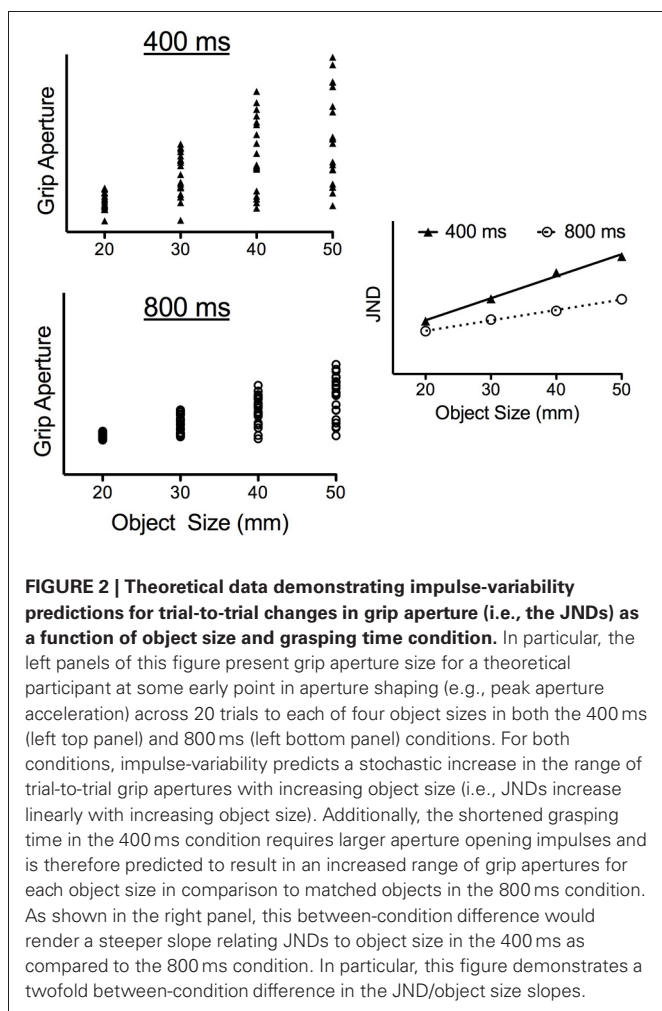 400 ms
Grip Aperture
20 30 40 50
800 ms
Grip Aperture
20 30 40 50
Object Size (mm)
400 ms 800 ms
JND
20 30 40 50
Object Size (mm)
FIGURE 2 | Theoretical data demonstrating impulse-variability
predictions for trial-to-trial changes in grip aperture (i.e., the JNDs) as
a function of object size and grasping time condition. In particular, the
left panels of this figure present grip aperture size for a theoretical
participant at some early point in aperture shaping (e.g., peak aperture
acceleration) across 20 trials to each of four object sizes in both the 400 ms
(left top panel) and 800 ms (left bottom panel) conditions. For both
conditions, impulse-variability predicts a stochastic increase in the range of
trial-to-trial grip apertures with increasing object size (i.e., JNDs increase
linearly with increasing object size). Additionally, the shortened grasping
time in the 400 ms condition requires larger aperture opening impulses and
is therefore predicted to result in an increased range of grip apertures for
each object size in comparison to matched objects in the 800 ms condition.
As shown in the right panel, this between-condition difference would
render a steeper slope relating JNDs to object size in the 400 ms as
compared to the 800 ms condition. In particular, this figure demonstrates a
twofold between-condition difference in the JND/object size slopes.